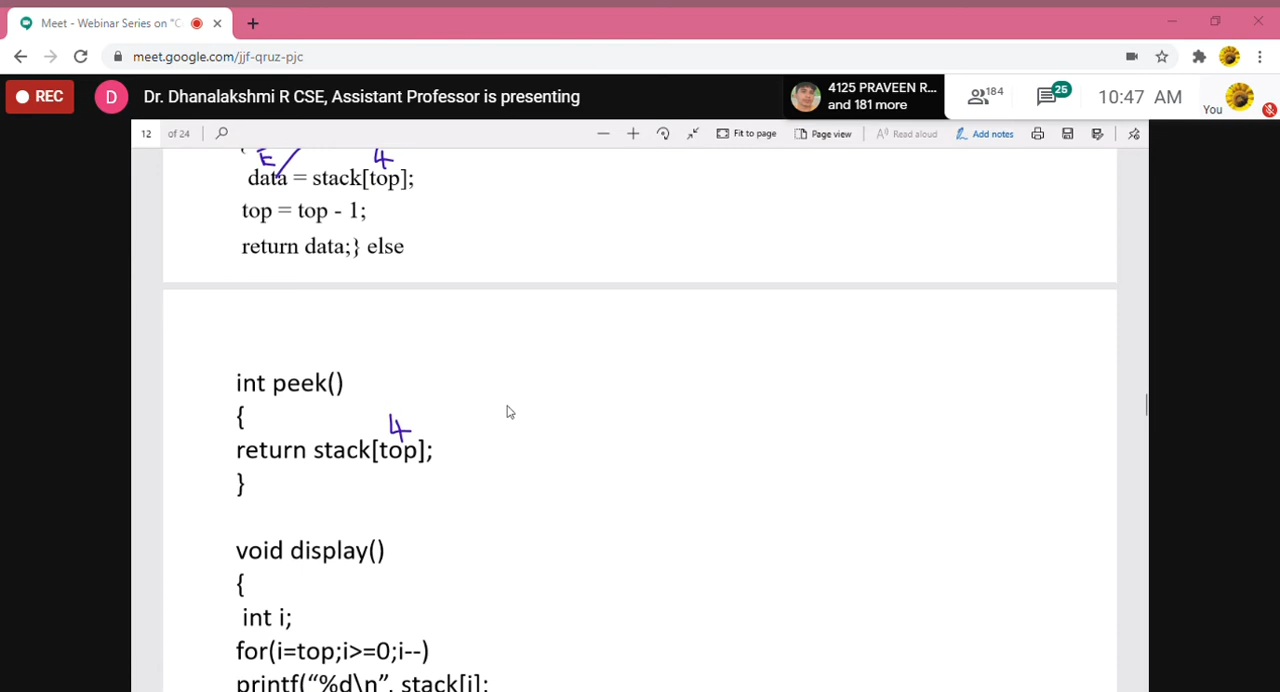 Meet - Webinar Series on "C
meet.google.com/jjf-qruz-pjc
REC
D
Dr. Dhanalakshmi R CSE, Assistant Professor is presenting
4125 PRAVEEN R...
and 181 more
184
26
10:47 AM
You
12 of 24
Fit to page
Page view
Read aloud
Add notes
E 4
data = stack[top];
top = top - 1;
return data;} else
int peek()
{
4
return stack[top];
}
void display()
{
int i;
for(i=top;i>=0;i--)
printf(“%d\n”, stack[i];